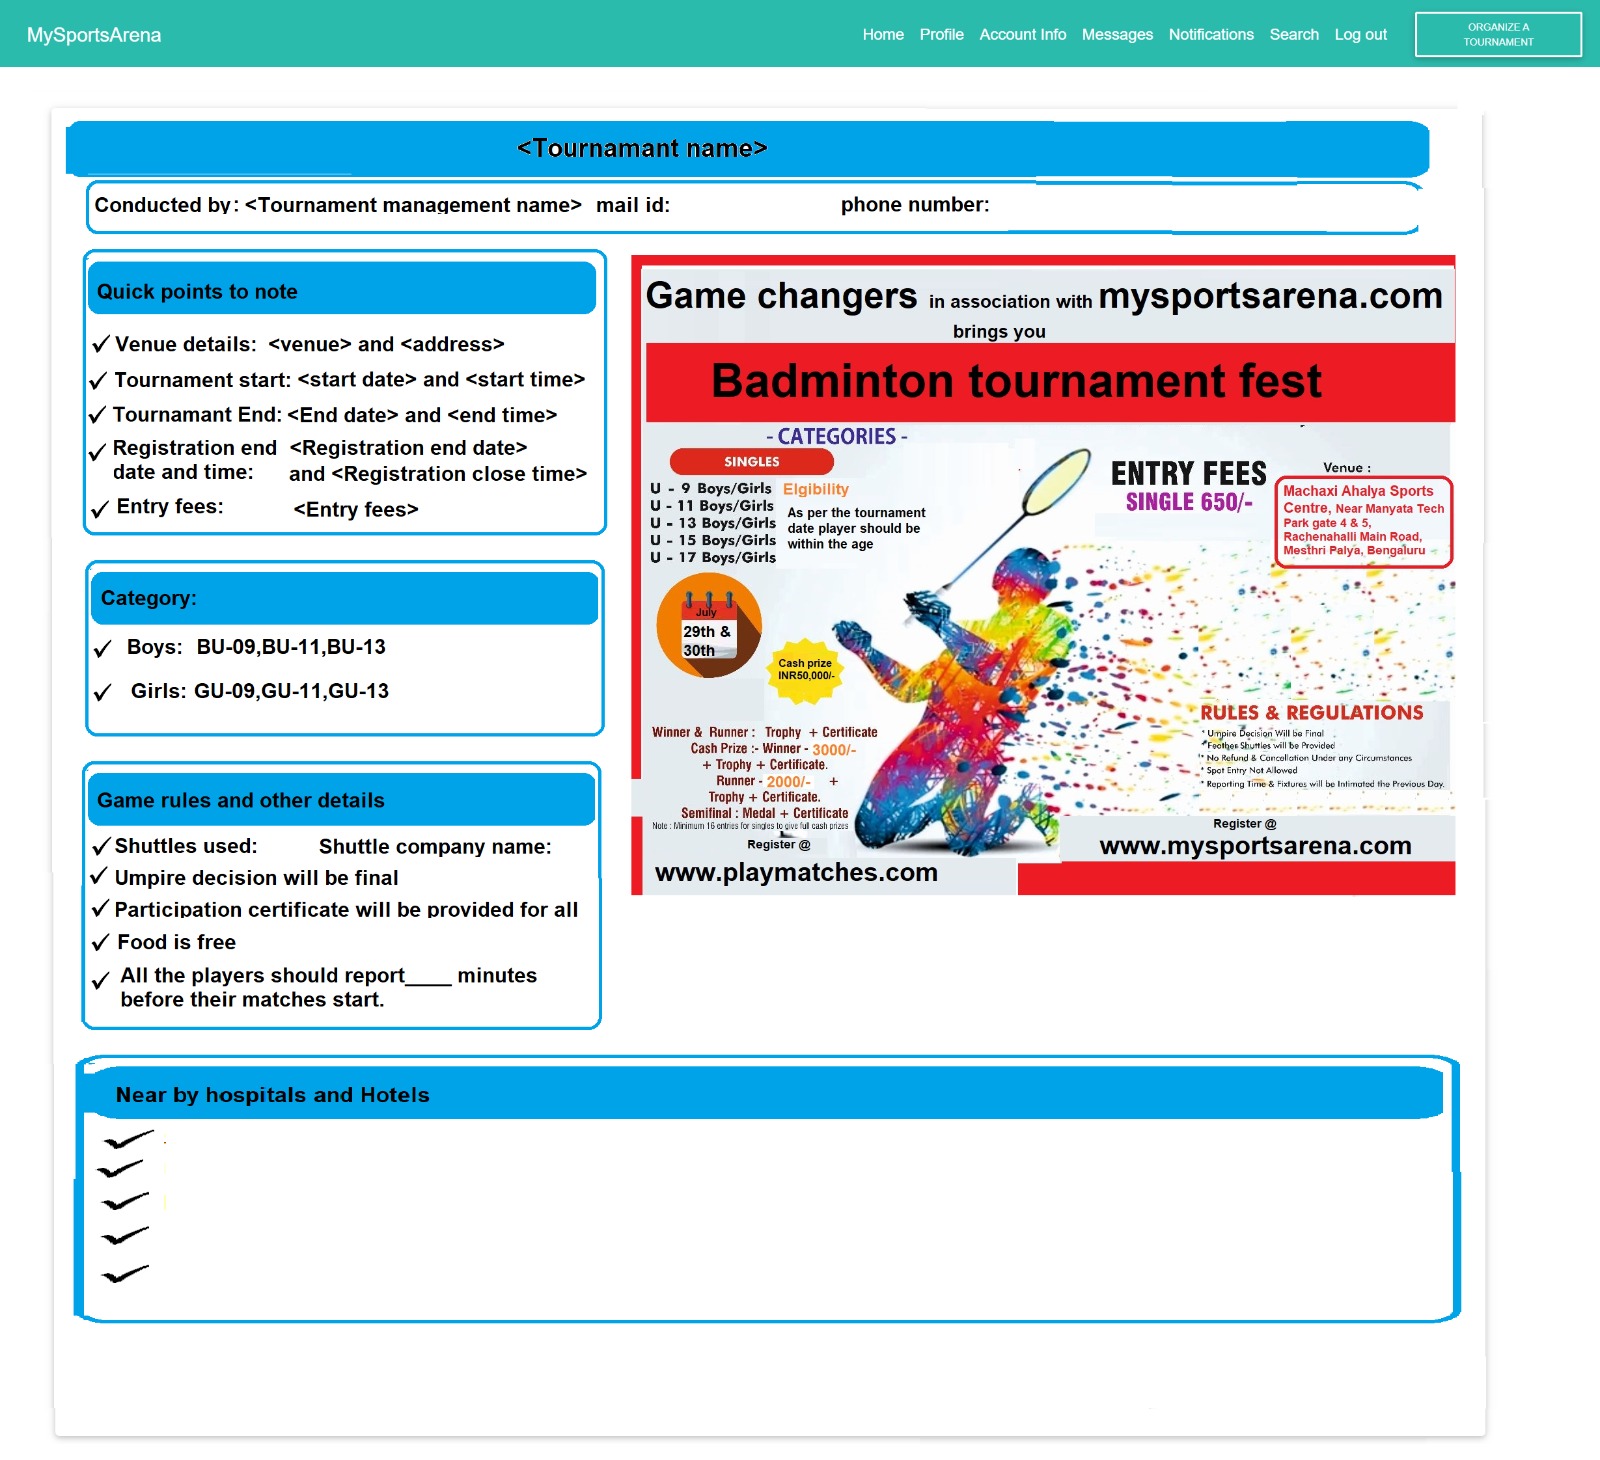 MySportsArena
Home Profile Account Info Messages Notifications Search Log out
ORGANIZE A
TOURNAMENT
<Tournamant name>
Conducted by: <Tournament management name> mail id: phone number:
Quick points to note
Venue details: <venue> and <address>
Tournament start: <start date> and <start time>
Tournamant End: <End date> and <end time>
Registration end <Registration end date>
date and time: and <Registration close time>
Entry fees: <Entry fees>
Category:
Boys: BU-09,BU-11,BU-13
Girls: GU-09,GU-11,GU-13
Game rules and other details
Shuttles used: Shuttle company name:
Umpire decision will be final
Participation certificate will be provided for all
Food is free
All the players should report____ minutes
before their matches start.
Game changers in association with mysportsarena.com
brings you
Badminton tournament fest
- CATEGORIES -
SINGLES
U - 9 Boys/Girls
U - 11 Boys/Girls
U - 13 Boys/Girls
U - 15 Boys/Girls
U - 17 Boys/Girls
Elgibility
As per the tournament
date player should be
within the age
ENTRY FEES
SINGLE 650/-
Venue :
Machaxi Ahalya Sports
Centre, Near Manyata Tech
Park gate 4 & 5,
Rachenahalli Main Road,
Mesthri Palya, Bengaluru
July
29th &
30th
Cash prize
INR50,000/-
Winner & Runner : Trophy + Certificate
Cash Prize :- Winner - 3000/-
+ Trophy + Certificate.
Runner - 2000/- +
Trophy + Certificate.
Semifinal : Medal + Certificate
Note : Minimum 16 entries for singles to give full cash prizes
Register @
www.playmatches.com
RULES & REGULATIONS
* Umpire Decision Will be Final
* Feather Shuttles will be Provided
* No Refund & Cancellation Under any Circumstances
* Spot Entry Not Allowed
* Reporting Time & Fixtures will be Intimated the Previous Day.
Register @
www.mysportsarena.com
Near by hospitals and Hotels